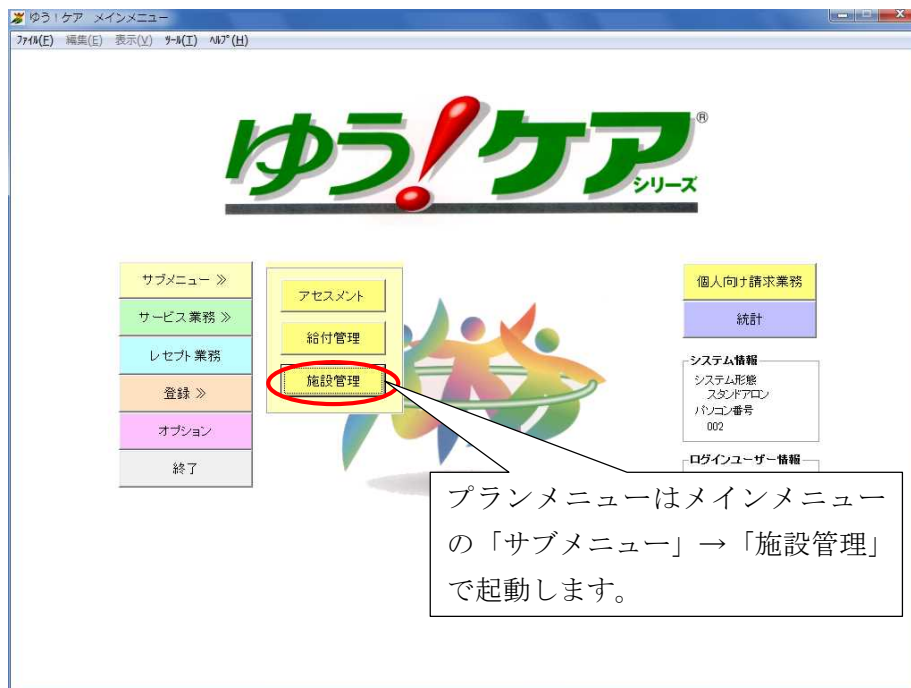 ゆう!ケア メインメニュー
ファイル(F) 編集(E) 表示(V) ツール(T) ヘルプ(H)
ゆう!ケア®
シリーズ
サブメニュー ≫
サービス業務 ≫
レセプト業務
登録 ≫
オプション
終了
アセスメント
給付管理
施設管理
個人向け請求業務
統計
システム情報
システム形態
スタンドアロン
パソコン番号
002
ログインユーザー情報
プランメニューはメインメニュー
の「サブメニュー」→「施設管理」
で起動します。